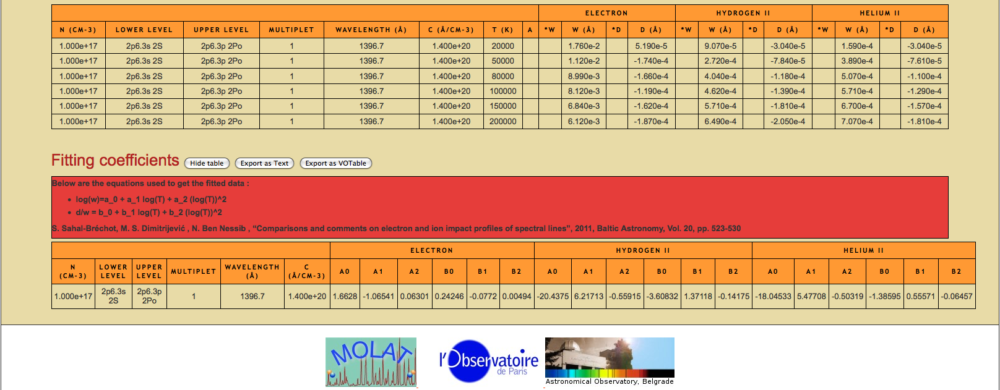 ELECTRON HYDROGEN II HELIUM II
N (CM-3) LOWER LEVEL UPPER LEVEL MULTIPLET WAVELENGTH (Å) C (Å/CM-3) T (K) A *W W (Å) *D D (Å) *W W (Å) *D D (Å) *W W (Å) *D D (Å)
1.000e+17 2p6.3s 2S 2p6.3p 2Po 1 1396.7 1.400e+20 20000 1.760e-2 5.190e-5 9.070e-5 -3.040e-5 1.590e-4 -3.040e-5
1.000e+17 2p6.3s 2S 2p6.3p 2Po 1 1396.7 1.400e+20 50000 1.120e-2 -1.740e-4 2.720e-4 -7.840e-5 3.890e-4 -7.610e-5
1.000e+17 2p6.3s 2S 2p6.3p 2Po 1 1396.7 1.400e+20 80000 8.990e-3 -1.660e-4 4.040e-4 -1.180e-4 5.070e-4 -1.100e-4
1.000e+17 2p6.3s 2S 2p6.3p 2Po 1 1396.7 1.400e+20 100000 8.120e-3 -1.190e-4 4.620e-4 -1.390e-4 5.710e-4 -1.290e-4
1.000e+17 2p6.3s 2S 2p6.3p 2Po 1 1396.7 1.400e+20 150000 6.840e-3 -1.620e-4 5.710e-4 -1.810e-4 6.700e-4 -1.570e-4
1.000e+17 2p6.3s 2S 2p6.3p 2Po 1 1396.7 1.400e+20 200000 6.120e-3 -1.870e-4 6.490e-4 -2.050e-4 7.070e-4 -1.810e-4
Fitting coefficients Hide table Export as Text Export as VOTable
Below are the equations used to get the fitted data :
• log(w)=a_0 + a_1 log(T) + a_2 (log(T))^2
• d/w = b_0 + b_1 log(T) + b_2 (log(T))^2
S. Sahal-Bréchot, M. S. Dimitrijević , N. Ben Nessib , “Comparisons and comments on electron and ion impact profiles of spectral lines”, 2011, Baltic Astronomy, Vol. 20, pp. 523-530
ELECTRON HYDROGEN II HELIUM II
N (CM-3) LOWER LEVEL UPPER LEVEL MULTIPLET WAVELENGTH (Å) C (Å/CM-3) A0 A1 A2 B0 B1 B2 A0 A1 A2 B0 B1 B2 A0 A1 A2 B0 B1 B2
1.000e+17 2p6.3s 2S 2p6.3p 2Po 1 1396.7 1.400e+20 1.6628 -1.06541 0.06301 0.24246 -0.0772 0.00494 -20.4375 6.21713 -0.55915 -3.60832 1.37118 -0.14175 -18.04533 5.47708 -0.50319 -1.38595 0.55571 -0.06457
MOLAT
l'Observatoire
de Paris
Astronomical Observatory, Belgrade